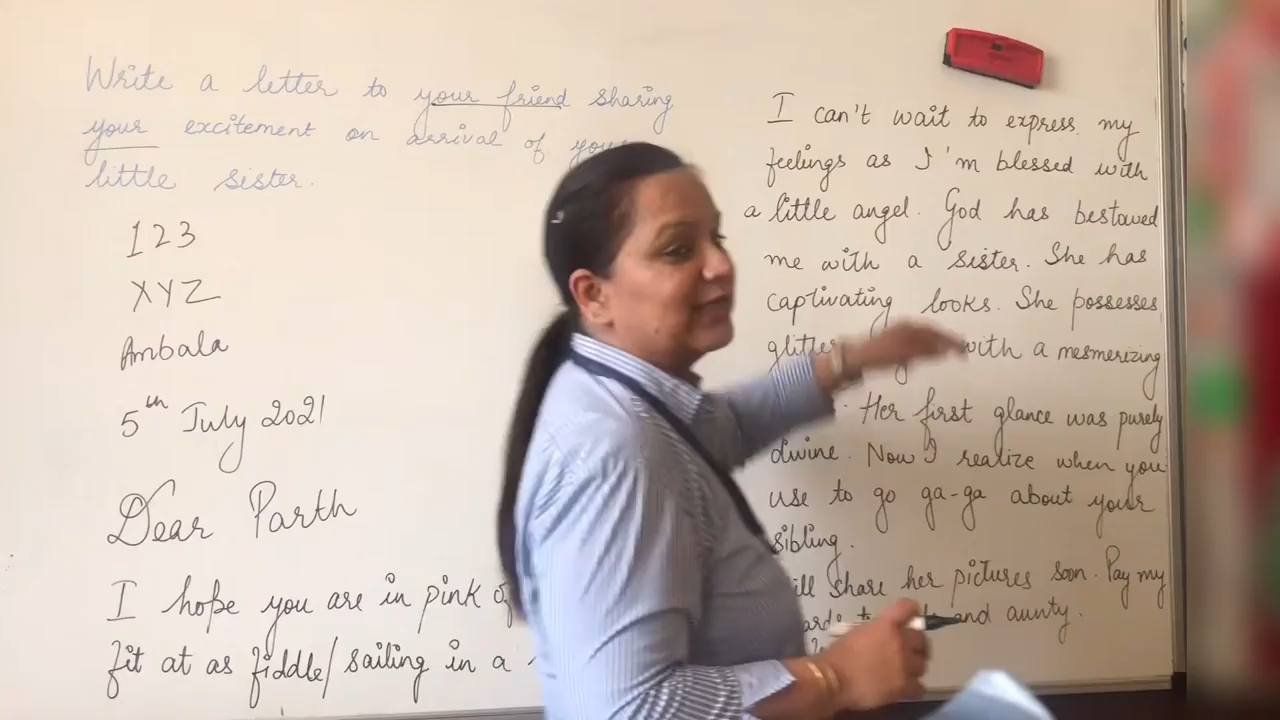 Write a letter to your friend sharing
your excitement on arrival of
little sister.
123
XYZ
Ambala
5th July 2021
Dear Parth
I hope you are in pink
fit at as fiddle/sailing in a
I can't wait to express my
feelings as I'm blessed with
a little angel. God has bestowed
me with a sister. She has
captivating looks. She possesses
with a mesmerizing
Her first glance was purely
divine. Now I realize when you
use to go ga-ga about your
sibling.
share her pictures soon. Pay my
and aunty.